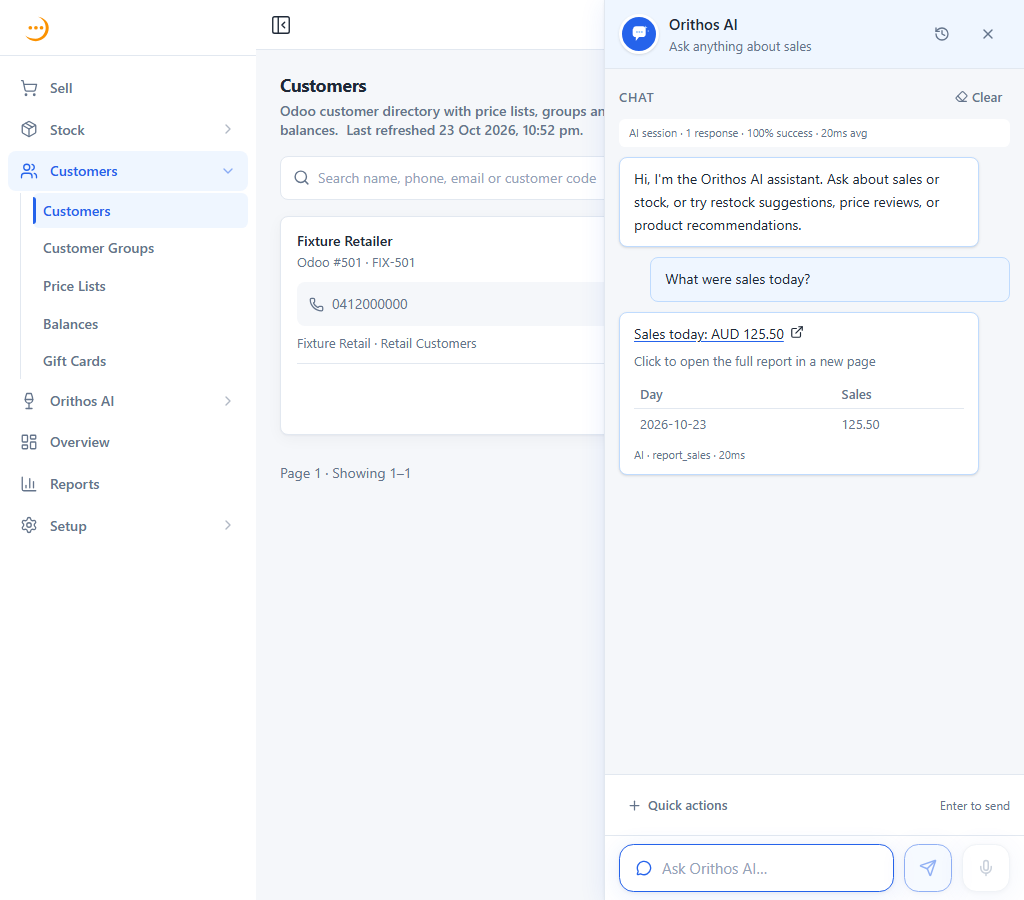 Sell
Stock
Customers
Customers
Customer Groups
Price Lists
Balances
Gift Cards
Orithos AI
Overview
Reports
Setup
Customers
Odoo customer directory with price lists, groups an
balances. Last refreshed 23 Oct 2026, 10:52 pm.
Search name, phone, email or customer code
Fixture Retailer
Odoo #501 · FIX-501
0412000000
Fixture Retail · Retail Customers
Page 1 · Showing 1–1
Orithos AI
Ask anything about sales
CHAT
Clear
AI session · 1 response · 100% success · 20ms avg
Hi, I'm the Orithos AI assistant. Ask about sales or
stock, or try restock suggestions, price reviews, or
product recommendations.
What were sales today?
Sales today: AUD 125.50
Click to open the full report in a new page
Day Sales
2026-10-23 125.50
AI · report_sales · 20ms
Quick actions
Enter to send
Ask Orithos AI...